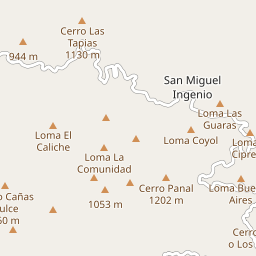 Cerro Las
Tapias
1130 m
944 m
San Miguel
Ingenio
Loma Las
Guaras
Loma El
Caliche
Loma Coyol
Loma
Cipre
Loma La
Comunidad
Cañas
ulce
50 m
1053 m
Cerro Panal
1202 m
Loma Bue
Aires
Cerro
o Los